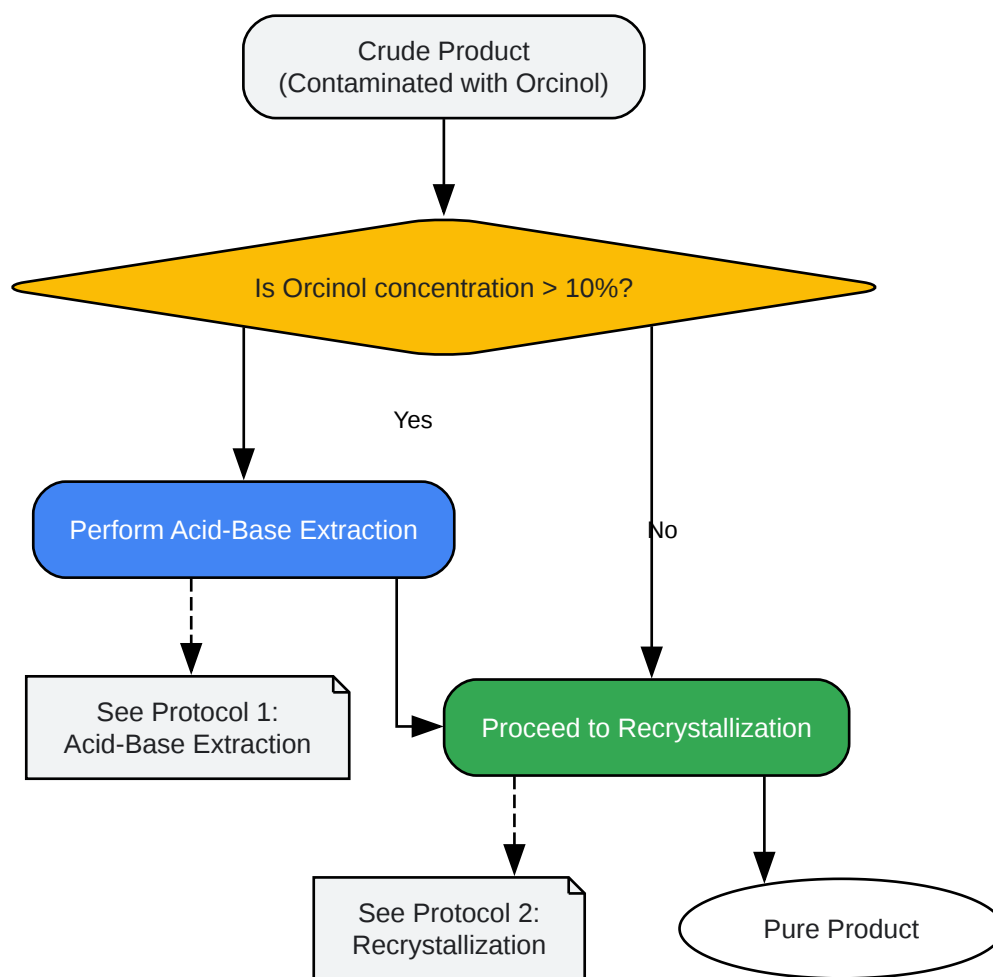 Crude Product
(Contaminated with Orcinol)
Is Orcinol concentration > 10%?
Yes
Perform Acid-Base Extraction
No
See Protocol 1:
Acid-Base Extraction
Proceed to Recrystallization
See Protocol 2:
Recrystallization
Pure Product